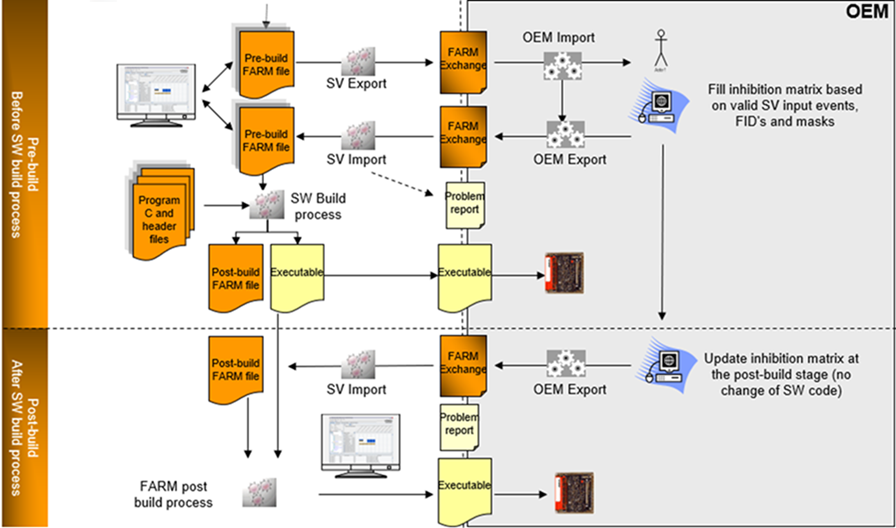 OEM
Pre-build
Before SW build process
Pre-build
FARM file
SV Export
FARM
Exchange
OEM Import
Fill inhibition matrix based
on valid SV input events,
FID's and masks
Pre-build
FARM file
SV Import
FARM
Exchange
OEM Export
Problem
report
Program
C and
header
files
SW Build
process
Post-build
FARM file
Executable
Executable
Post-build
After SW build process
Post-build
FARM file
SV Import
FARM
Exchange
OEM Export
Update inhibition matrix at
the post-build stage (no
change of SW code)
Problem
report
FARM post
build process
Executable